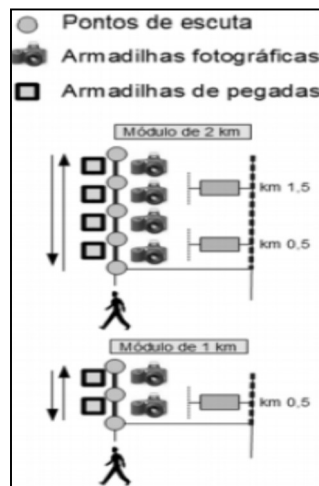 Pontos de escuta
Armadilhas fotográficas
Armadilhas de pegadas
Módulo de 2 km
km 1,5
km 0,5
Módulo de 1 km
km 0,5